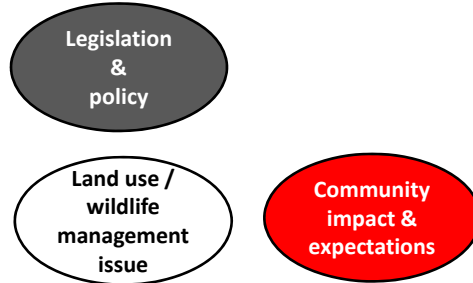 Legislation
&
policy
Land use /
wildlife
management
issue
Community
impact &
expectations